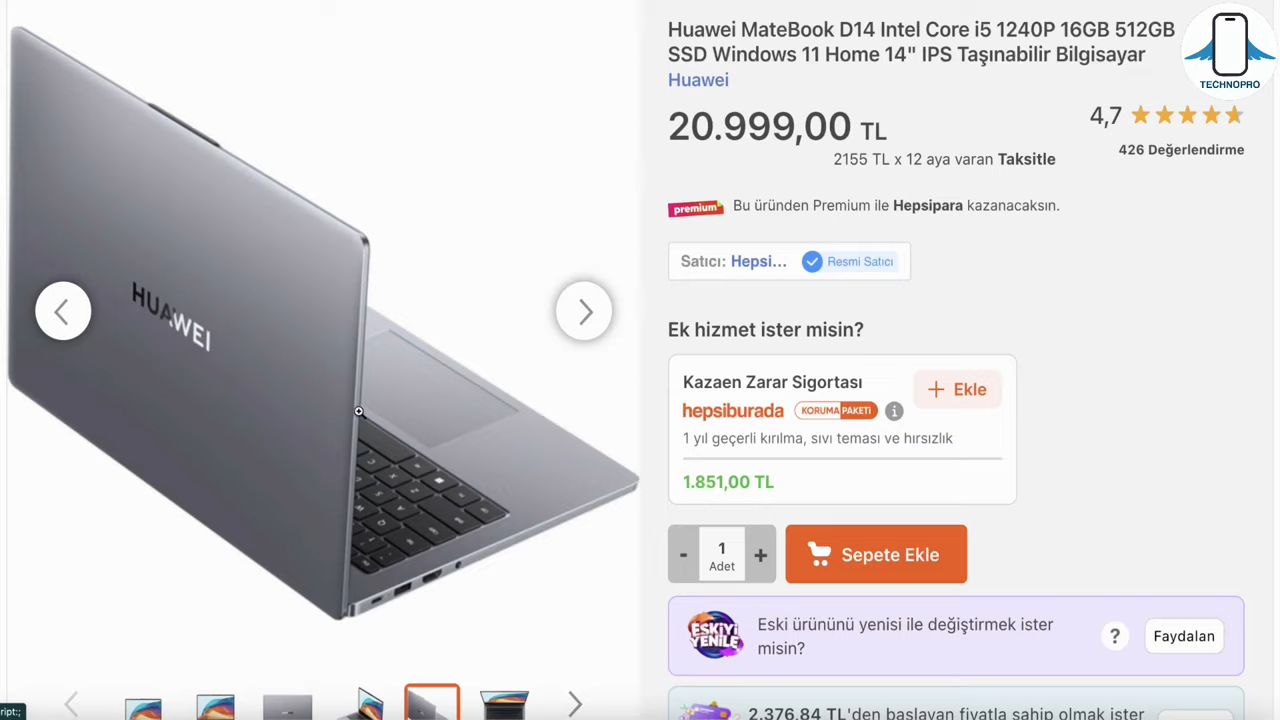 Huawei MateBook D14 Intel Core i5 1240P 16GB 512GB
SSD Windows 11 Home 14" IPS Taşınabilir Bilgisayar
Huawei
TECHNOPRO
20.999,00 TL
4,7
426 Değerlendirme
2155 TL x 12 aya varan Taksitle
premium
Bu üründen Premium ile Hepsipara kazanacaksın.
Satıcı: Hepsi...
Resmi Satıcı
HUAWEI
Ek hizmet ister misin?
Kazaen Zarar Sigortası
+ Ekle
hepsiburada
KORUMA PAKETİ
i
1 yıl geçerli kırılma, sıvı teması ve hırsızlık
1.851,00 TL
- 1 +
Adet
Sepete Ekle
ESKİYİ
YENİLE
Eski ürününü yenisi ile değiştirmek ister
misin?
?
Faydalan
ript:;
2.376,84 TL'den başlayan fiyatla sahip olmak ister